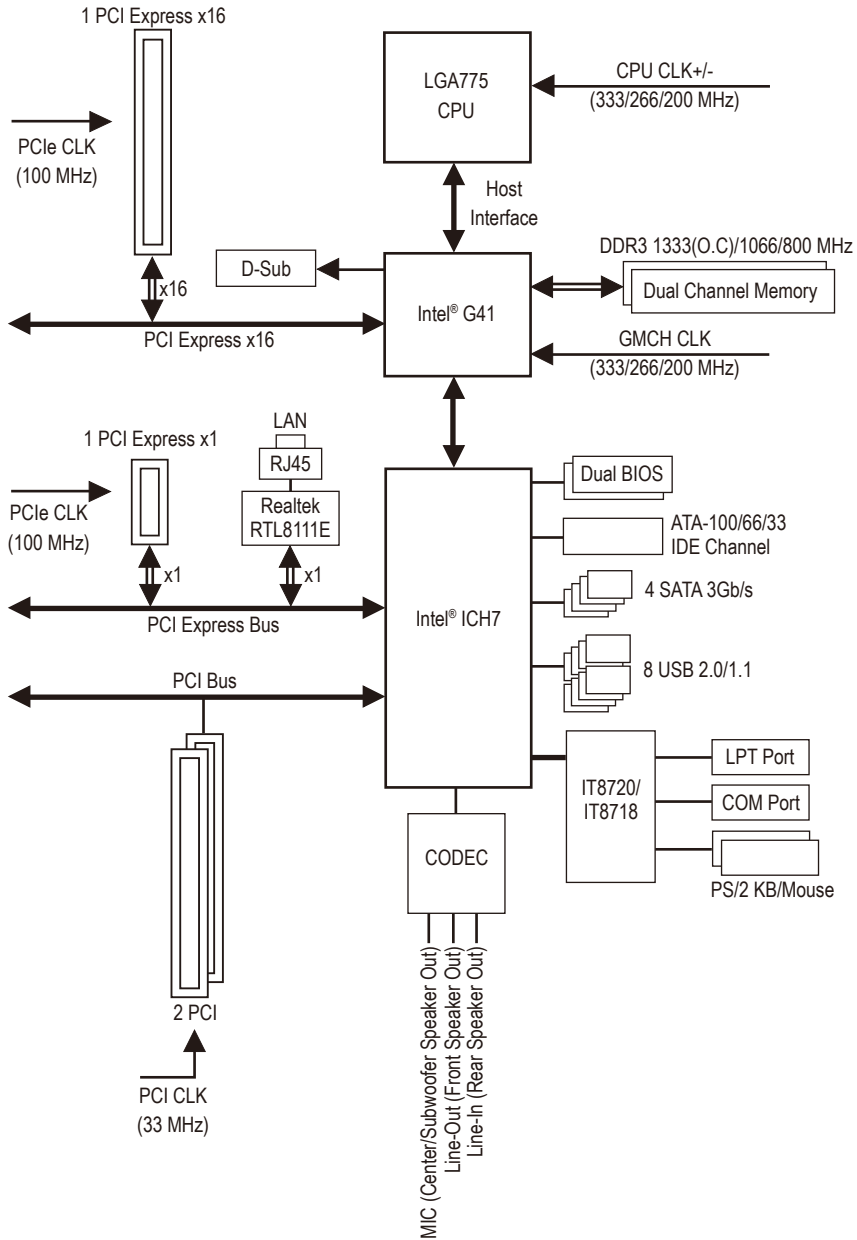 1 PCI Express x16
PCIe CLK
(100 MHz)
x16
PCI Express x16
LGA775
CPU
CPU CLK+/-
(333/266/200 MHz)
Host
Interface
D-Sub
Intel® G41
DDR3 1333(O.C)/1066/800 MHz
Dual Channel Memory
GMCH CLK
(333/266/200 MHz)
1 PCI Express x1
PCIe CLK
(100 MHz)
x1
LAN
RJ45
Realtek
RTL8111E
x1
PCI Express Bus
PCI Bus
Intel® ICH7
Dual BIOS
ATA-100/66/33
IDE Channel
4 SATA 3Gb/s
8 USB 2.0/1.1
IT8720/
IT8718
LPT Port
COM Port
PS/2 KB/Mouse
CODEC
MIC (Center/Subwoofer Speaker Out)
Line-Out (Front Speaker Out)
Line-In (Rear Speaker Out)
2 PCI
PCI CLK
(33 MHz)